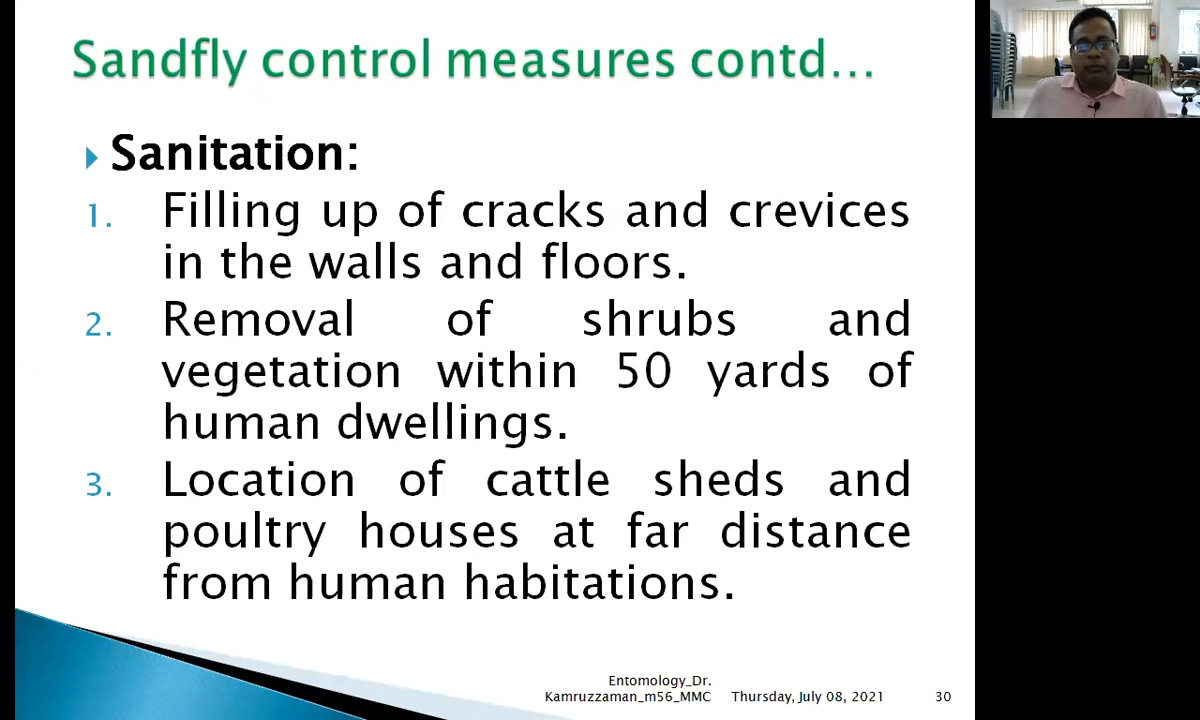 Sandfly control measures contd...
Sanitation:
1. Filling up of cracks and crevices
in the walls and floors.
2. Removal of shrubs and
vegetation within 50 yards of
human dwellings.
3. Location of cattle sheds and
poultry houses at far distance
from human habitations.
Entomology_Dr.
Kamruzzaman_m56_MMC Thursday, July 08, 2021 30